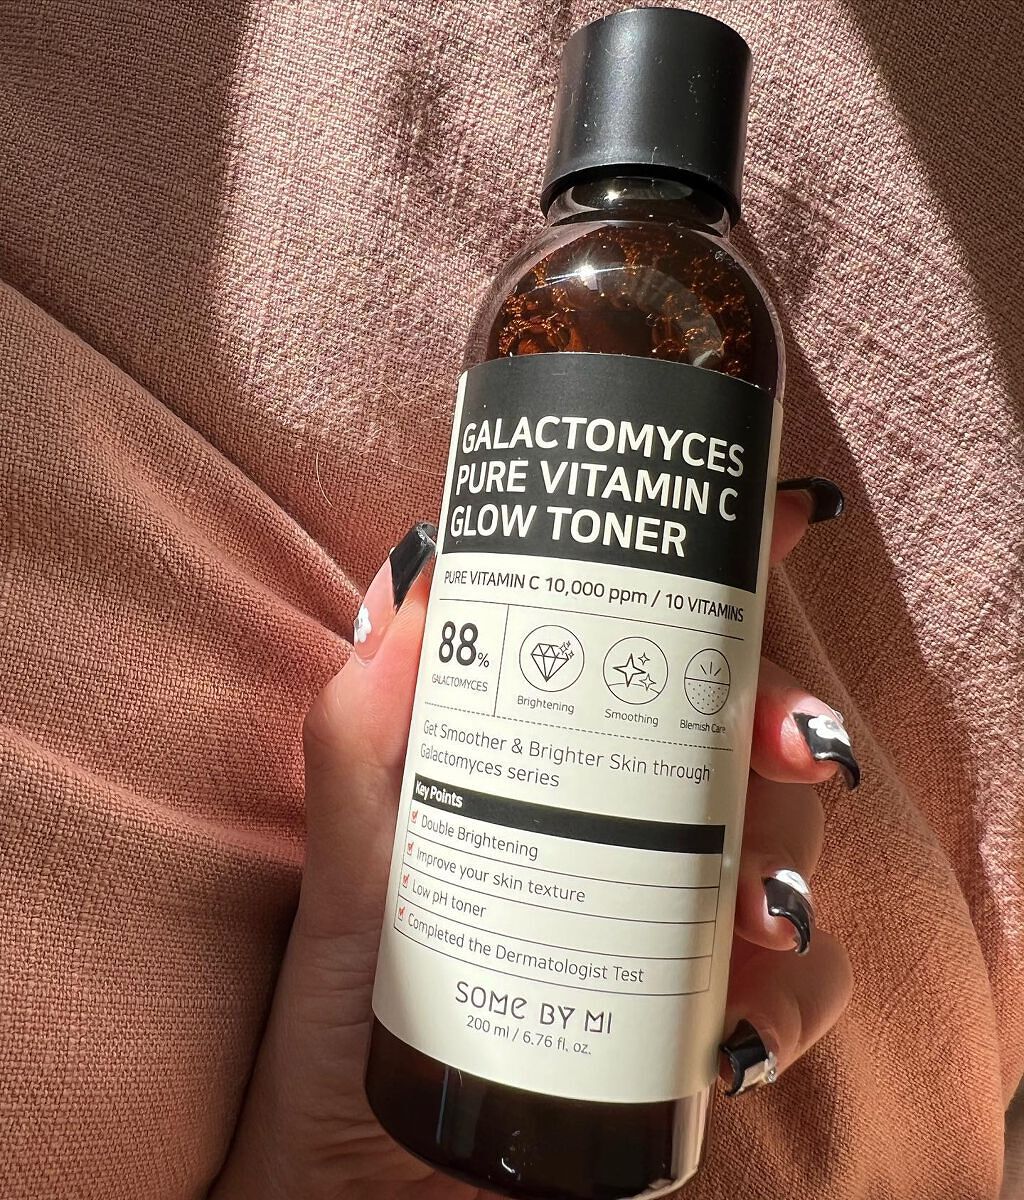 GALACTOMYCES
PURE VITAMIN C
GLOW TONER
PURE VITAMIN C 10,000 ppm / 10 VITAMINS
88%
GALACTOMYCES
Brightening
Smoothing
Blemish Care
Get Smoother & Brighter Skin through
Galactomyces series
Key Points
Double Brightening
Improve your skin texture
Low pH toner
Completed the Dermatologist Test
SOME BY MI
200 ml / 6.76 fl. oz.